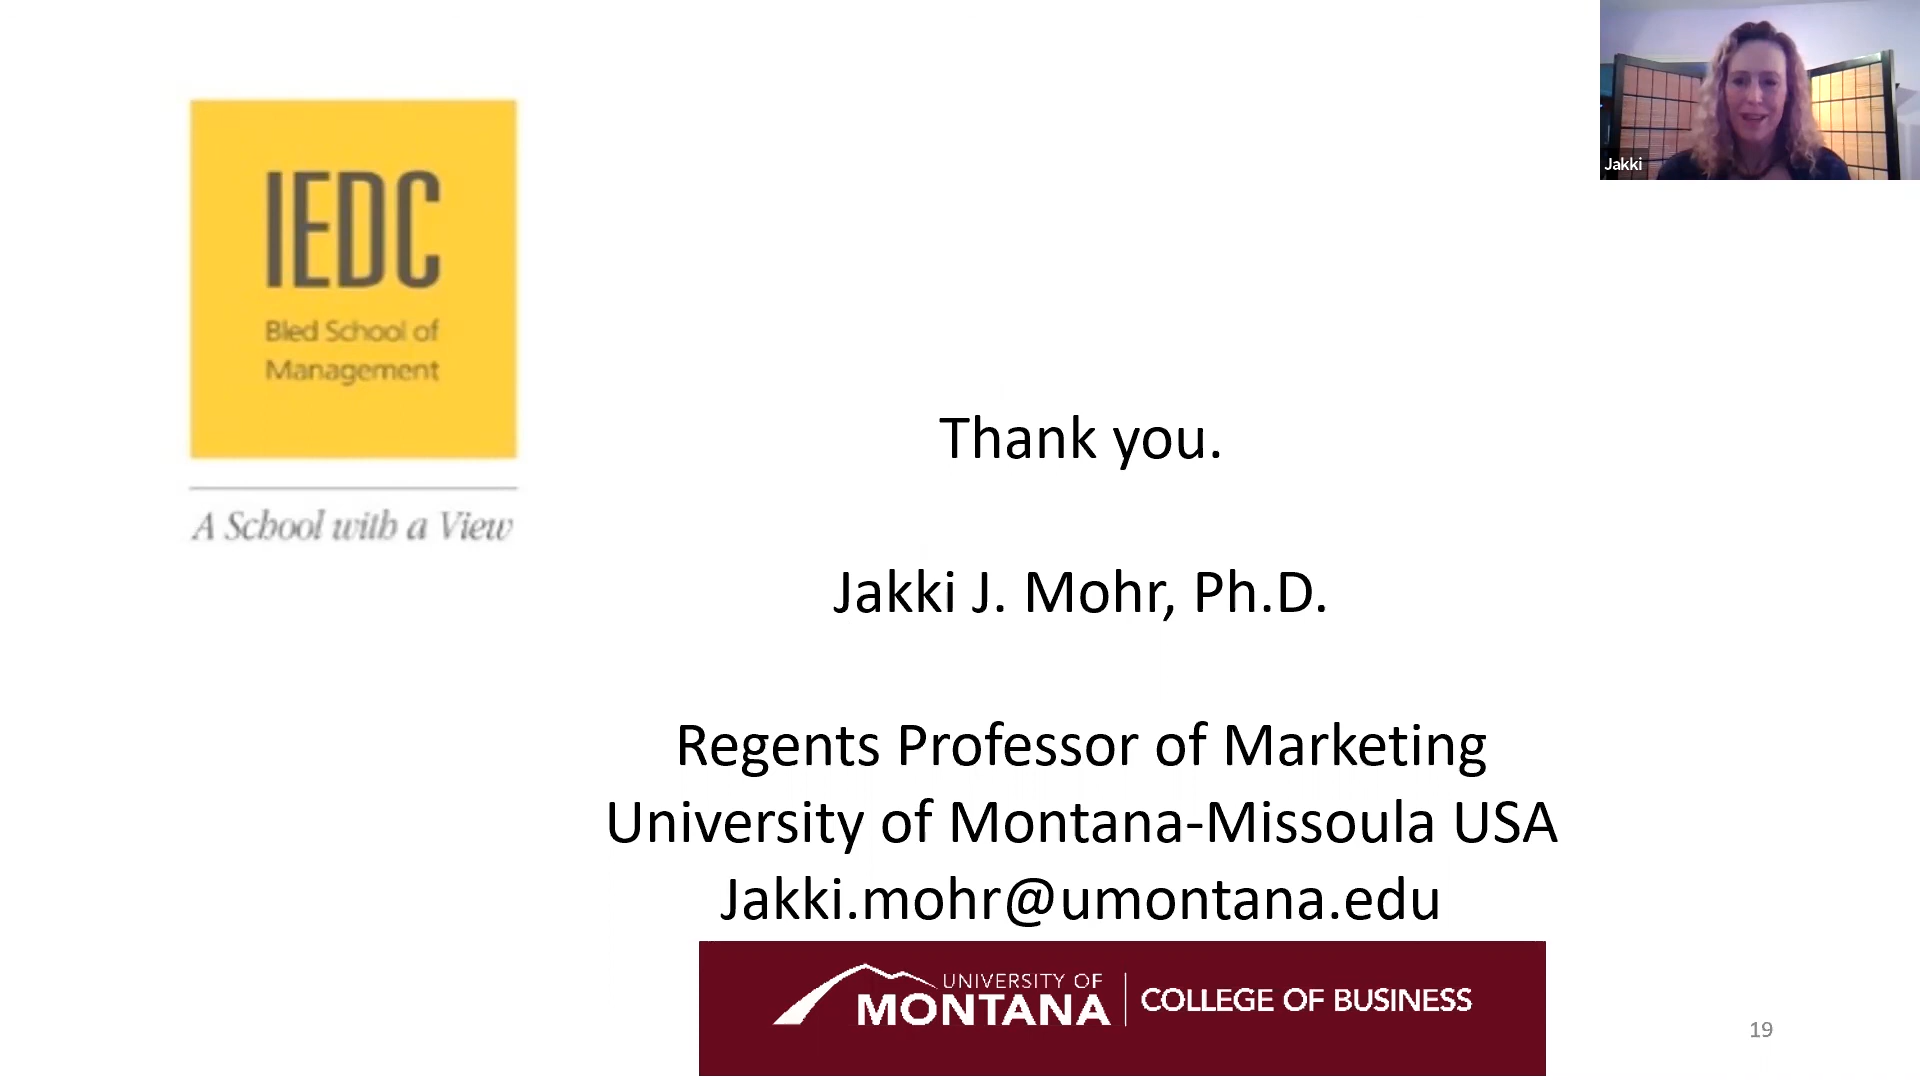 Jakki
IEDC
Bled School of
Management
A School with a View
Thank you.
Jakki J. Mohr, Ph.D.
Regents Professor of Marketing
University of Montana-Missoula USA
Jakki.mohr@umontana.edu
UNIVERSITY OF
MONTANA
COLLEGE OF BUSINESS
19